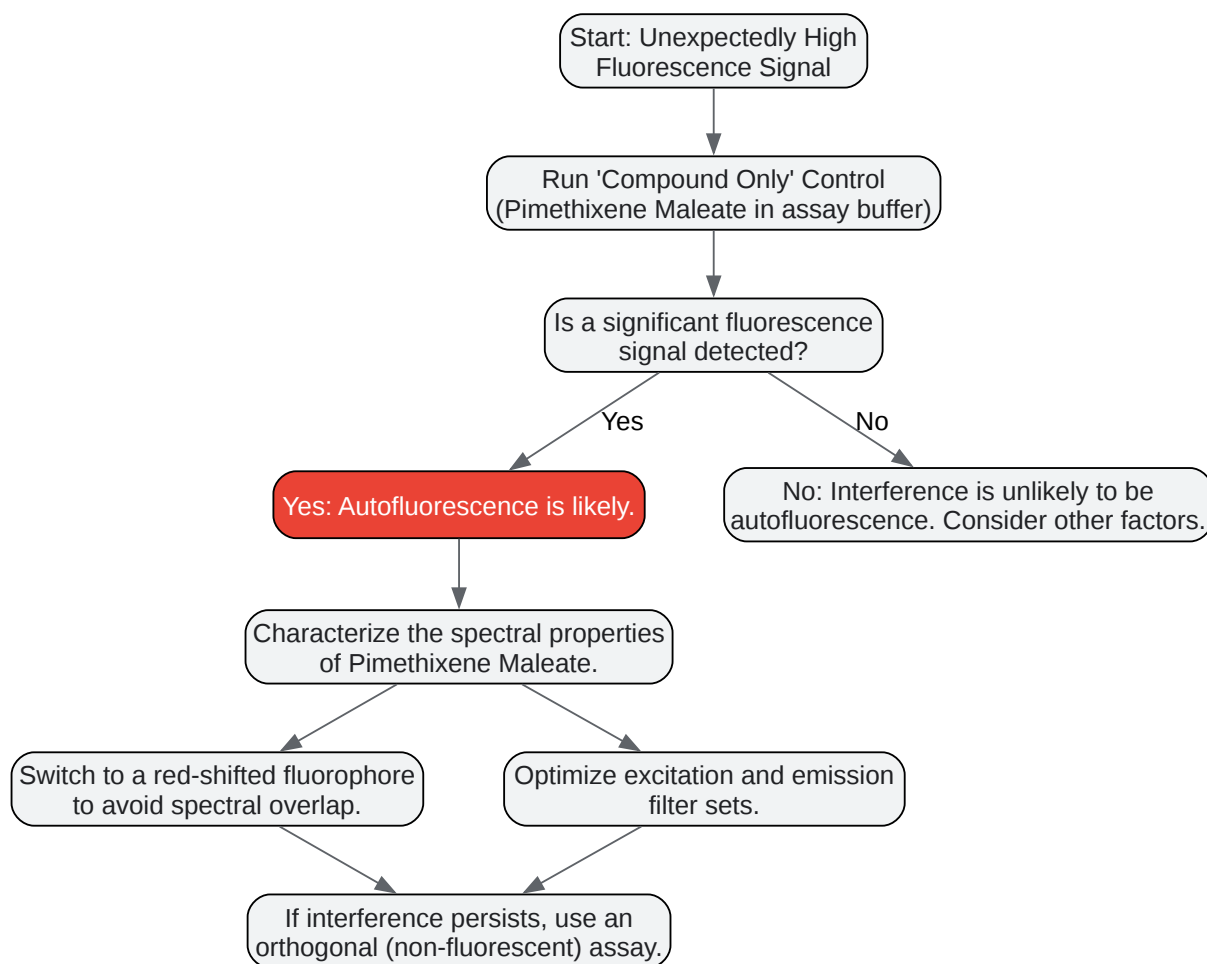 Start: Unexpectedly High
Fluorescence Signal
Run 'Compound Only' Control
(Pimethixene Maleate in assay buffer)
Is a significant fluorescence
signal detected?
Yes
No
Yes: Autofluorescence is likely.
No: Interference is unlikely to be
autofluorescence. Consider other factors.
Characterize the spectral properties
of Pimethixene Maleate.
Switch to a red-shifted fluorophore
to avoid spectral overlap.
Optimize excitation and emission
filter sets.
If interference persists, use an
orthogonal (non-fluorescent) assay.